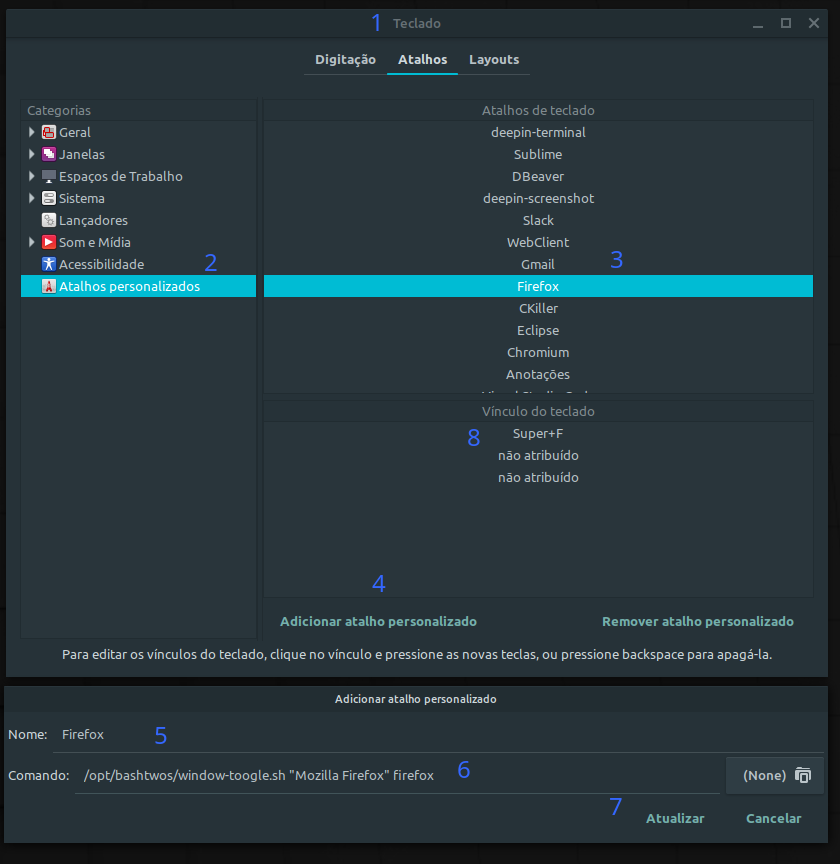 1 Teclado
Digitação Atalhos Layouts
Categorias
Geral
Janelas
Espaços de Trabalho
Sistema
Lançadores
Som e Mídia
2
Acessibilidade
Atalhos personalizados
Atalhos de teclado
deepin-terminal
Sublime
DBeaver
deepin-screenshot
Slack
WebClient
3
Gmail
Firefox
CKiller
Eclipse
Chromium
Anotações
Vínculo do teclado
8 Super+F
não atribuído
não atribuído
4
Adicionar atalho personalizado Remover atalho personalizado
Para editar os vínculos do teclado, clique no vínculo e pressione as novas teclas, ou pressione backspace para apagá-la.
Adicionar atalho personalizado
Nome: Firefox 5
Comando: /opt/bashtwos/window-toogle.sh "Mozilla Firefox" firefox 6 (None)
7 Atualizar Cancelar